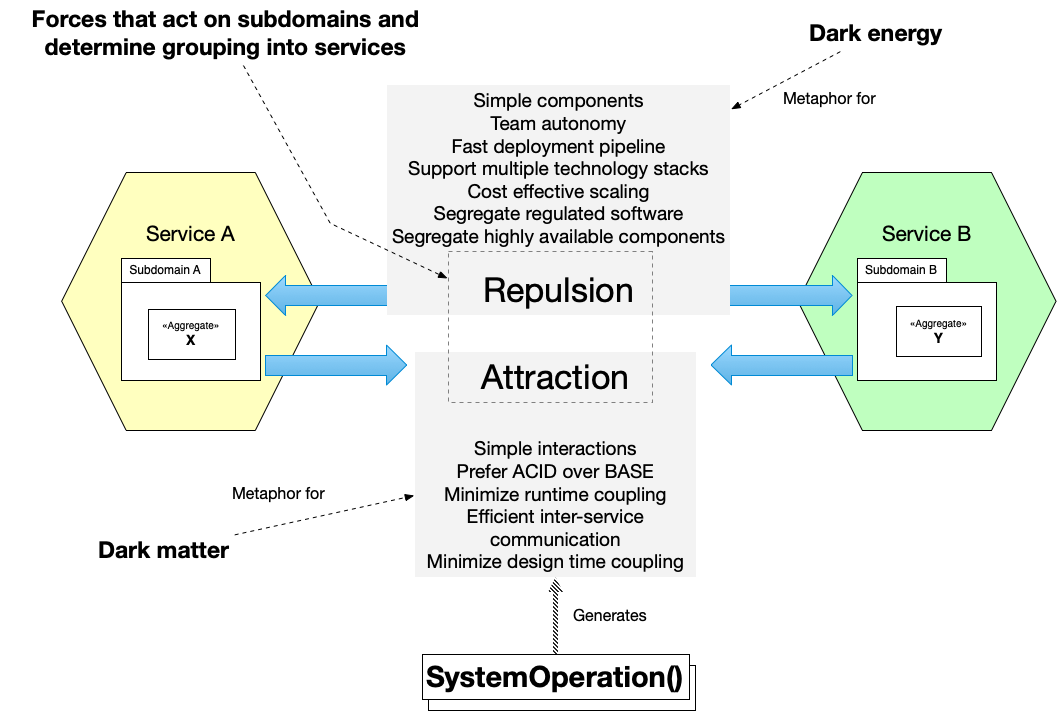 Forces that act on subdomains and
determine grouping into services
Dark energy
Metaphor for
Simple components
Team autonomy
Fast deployment pipeline
Support multiple technology stacks
Cost effective scaling
Segregate regulated software
Segregate highly available components
Repulsion
Service A
Subdomain A
«Aggregate»
X
Service B
Subdomain B
«Aggregate»
Y
Attraction
Simple interactions
Prefer ACID over BASE
Minimize runtime coupling
Efficient inter-service
communication
Minimize design time coupling
Metaphor for
Dark matter
Generates
SystemOperation()